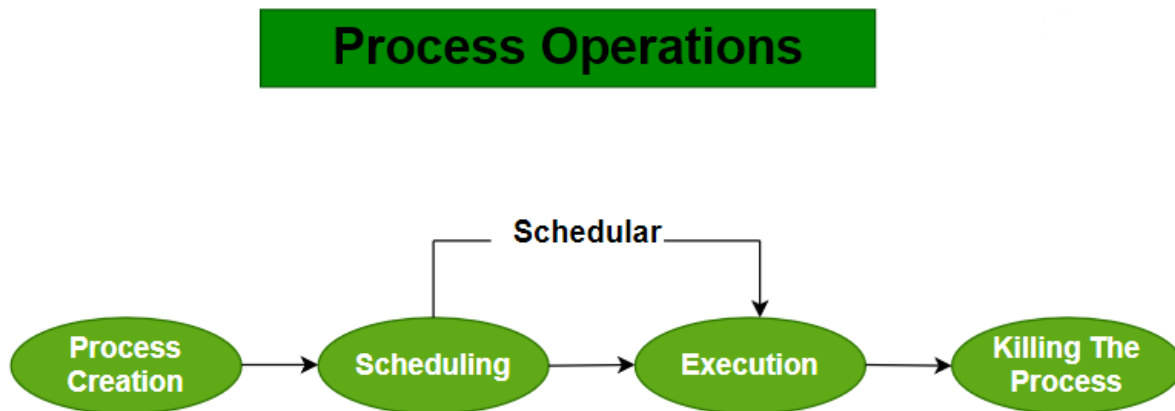 Process Operations
Schedular
Process
Creation
Scheduling
Execution
Killing The
Process